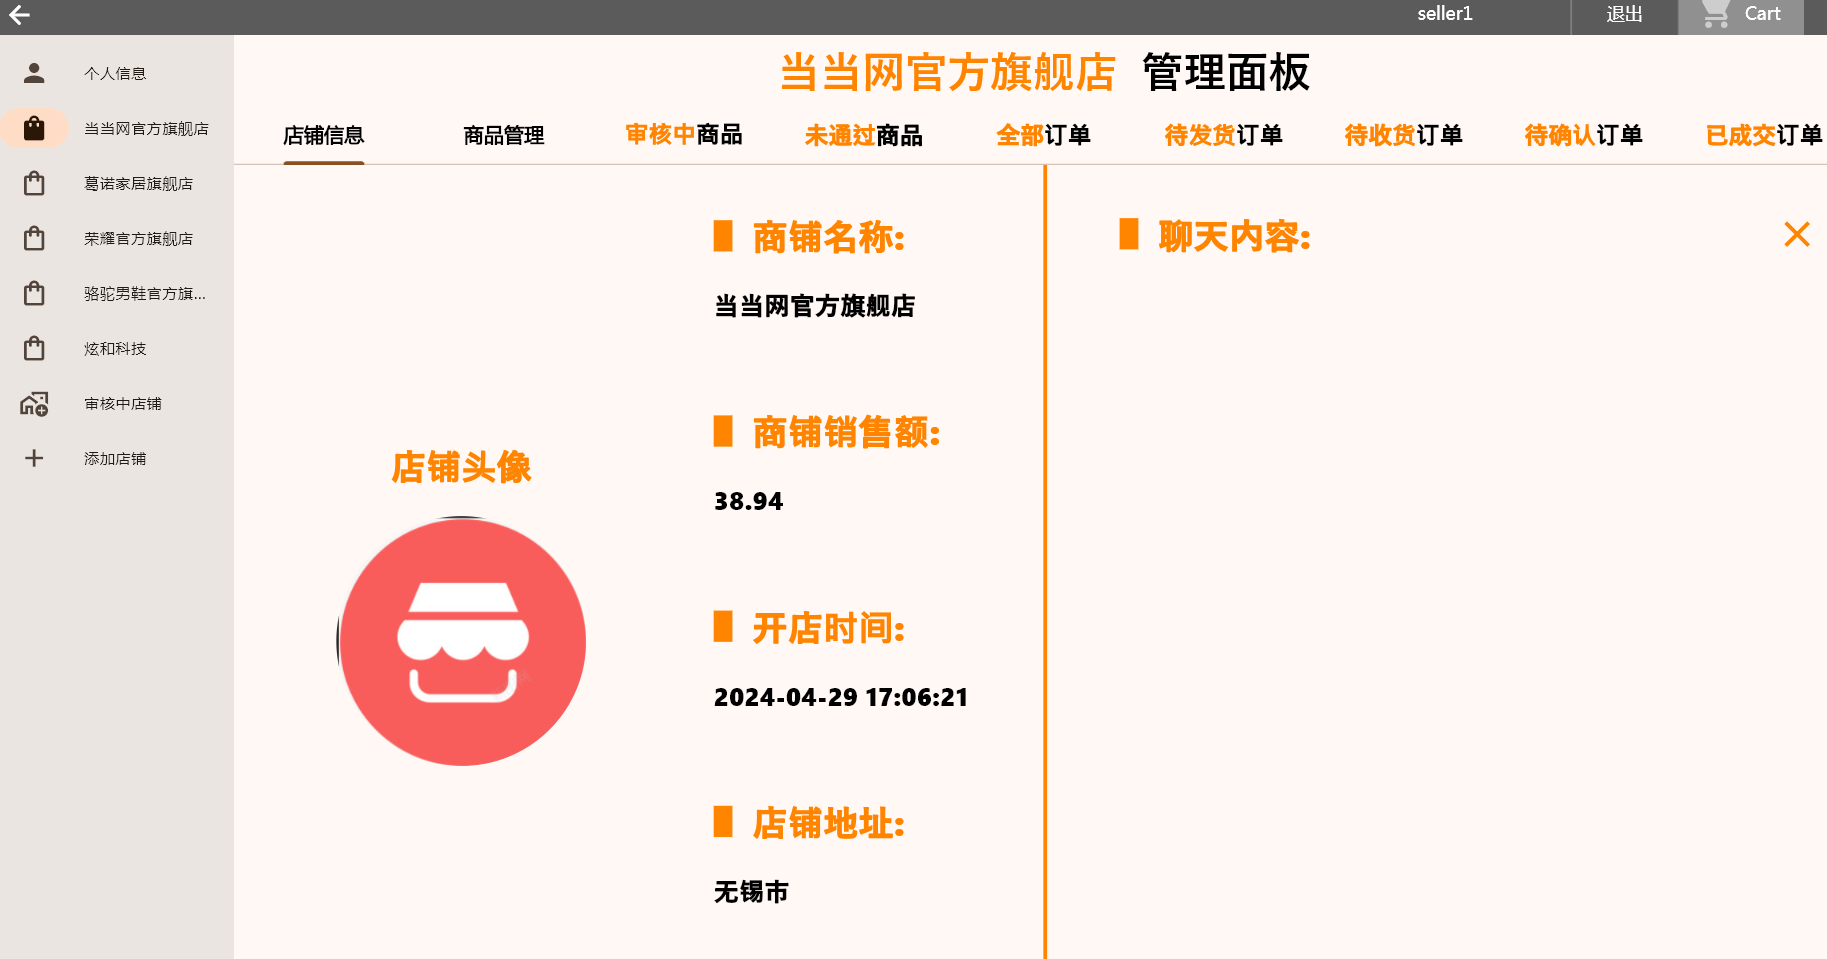 seller1 退出 Cart
个人信息
当当网官方旗舰店
葛诺家居旗舰店
荣耀官方旗舰店
骆驼男鞋官方旗...
炫和科技
审核中店铺
添加店铺
当当网官方旗舰店 管理面板
店铺信息 商品管理 审核中商品 未通过商品 全部订单 待发货订单 待收货订单 待确认订单 已成交订单
店铺头像
商铺名称:
当当网官方旗舰店
商铺销售额:
38.94
开店时间:
2024-04-29 17:06:21
店铺地址:
无锡市
聊天内容: